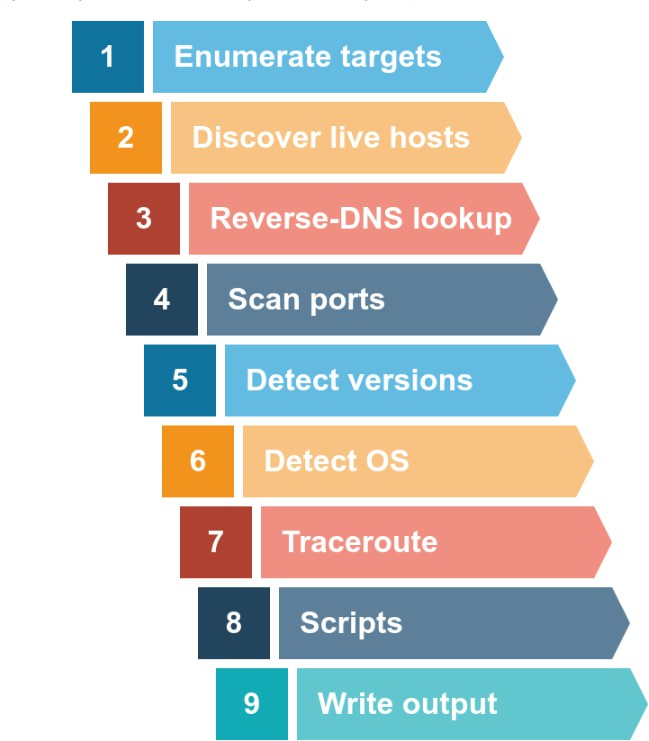 1 Enumerate targets
2 Discover live hosts
3 Reverse-DNS lookup
4 Scan ports
5 Detect versions
6 Detect OS
7 Traceroute
8 Scripts
9 Write output